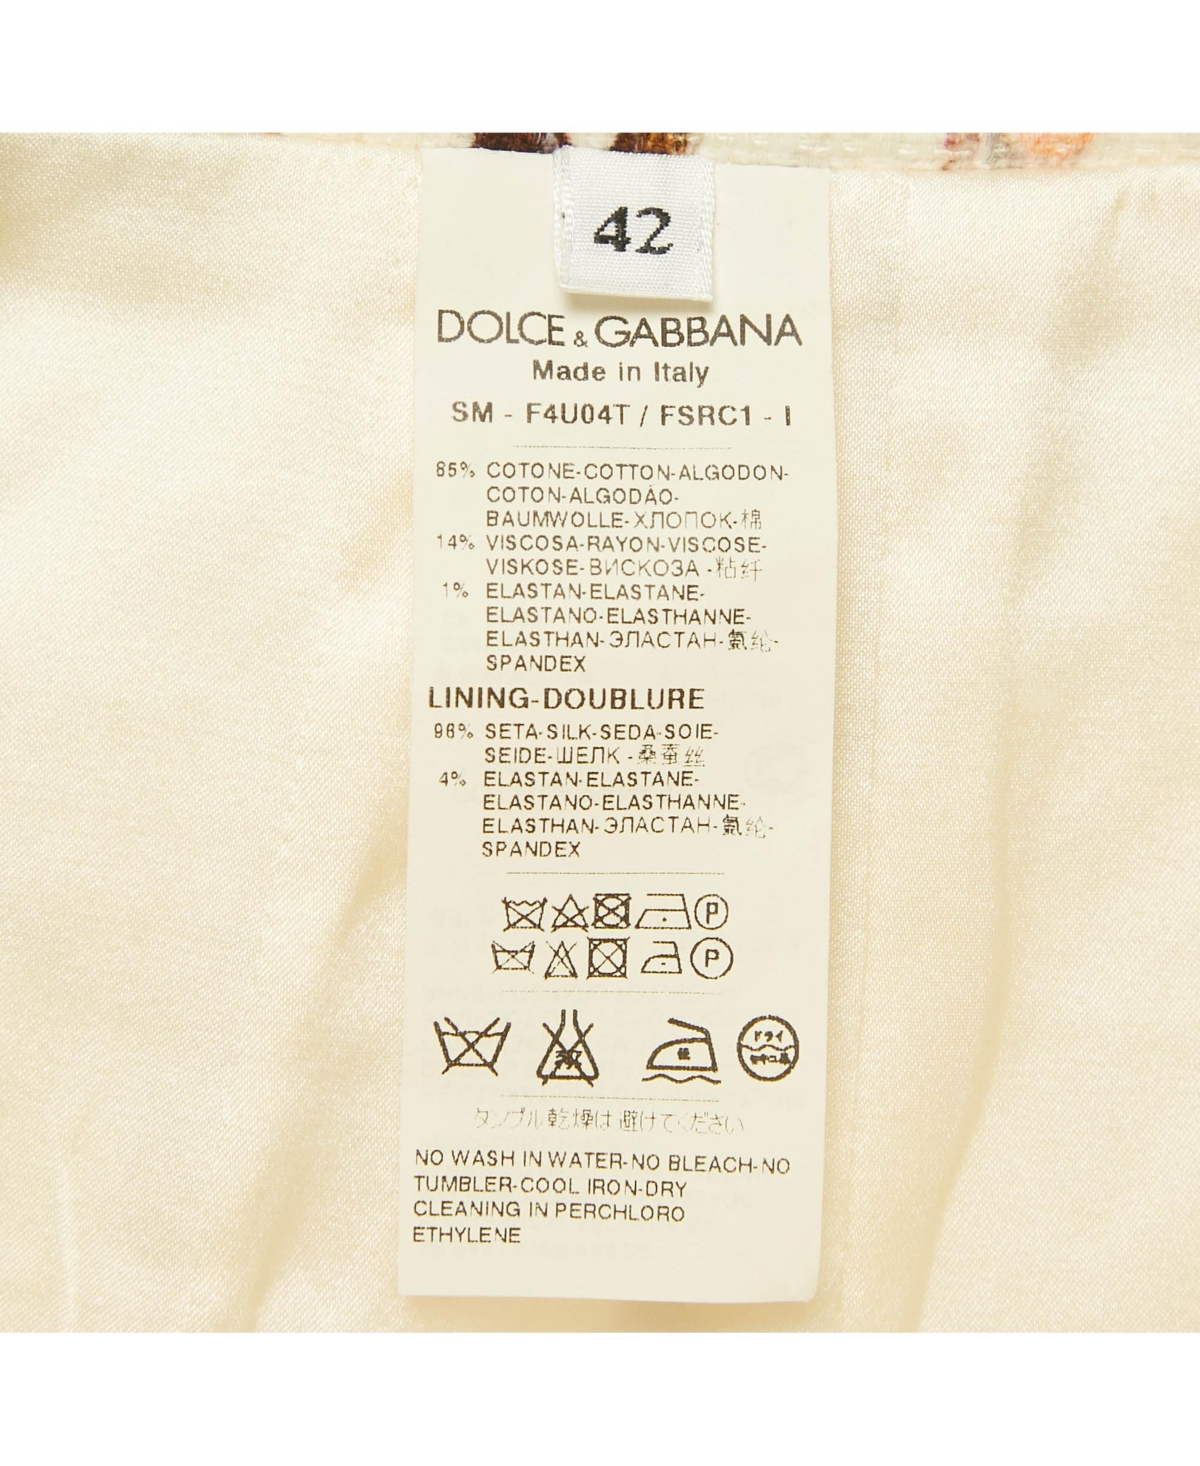 42
DOLCE & GABBANA
Made in Italy
SM - F4U04T / FSRC1 - I
85% COTONE-COTTON-ALGODON-
COTON-ALGODÃO-
BAUMWOLLE-ХЛОПОК-棉
14% VISCOSA-RAYON-VISCOSE-
VISKOSE-ВИСКОЗА -粘纤
1% ELASTAN-ELASTANE-
ELASTANO-ELASTHANNE-
ELASTHAN-ЭЛАСТАН-氨纶-
SPANDEX
LINING-DOUBLURE
96% SETA-SILK-SEDA-SOIE-
SEIDE-ШЕЛК -桑蚕丝
4% ELASTAN-ELASTANE-
ELASTANO-ELASTHANNE-
ELASTHAN-ЭЛАСТАН-氨纶-
SPANDEX
P
P
低
ドライ
タンブル乾燥は避けてください
NO WASH IN WATER-NO BLEACH-NO
TUMBLER-COOL IRON-DRY
CLEANING IN PERCHLORO
ETHYLENE